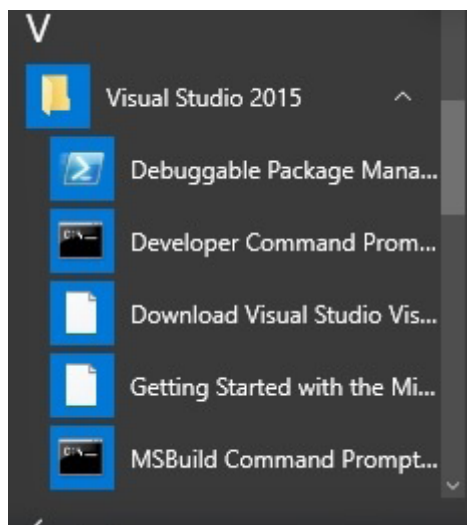 V
Visual Studio 2015
Debuggable Package Mana...
Developer Command Prom...
Download Visual Studio Vis...
Getting Started with the Mi...
MSBuild Command Prompt...